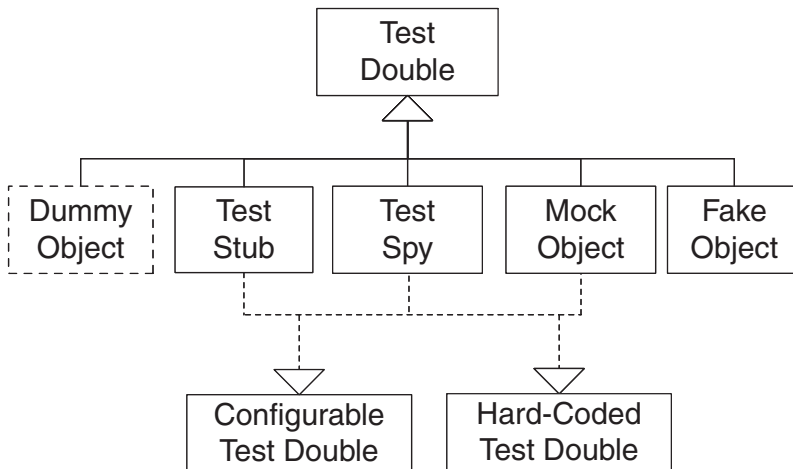 Test
Double
Dummy
Object
Test
Stub
Test
Spy
Mock
Object
Fake
Object
Configurable
Test Double
Hard-Coded
Test Double